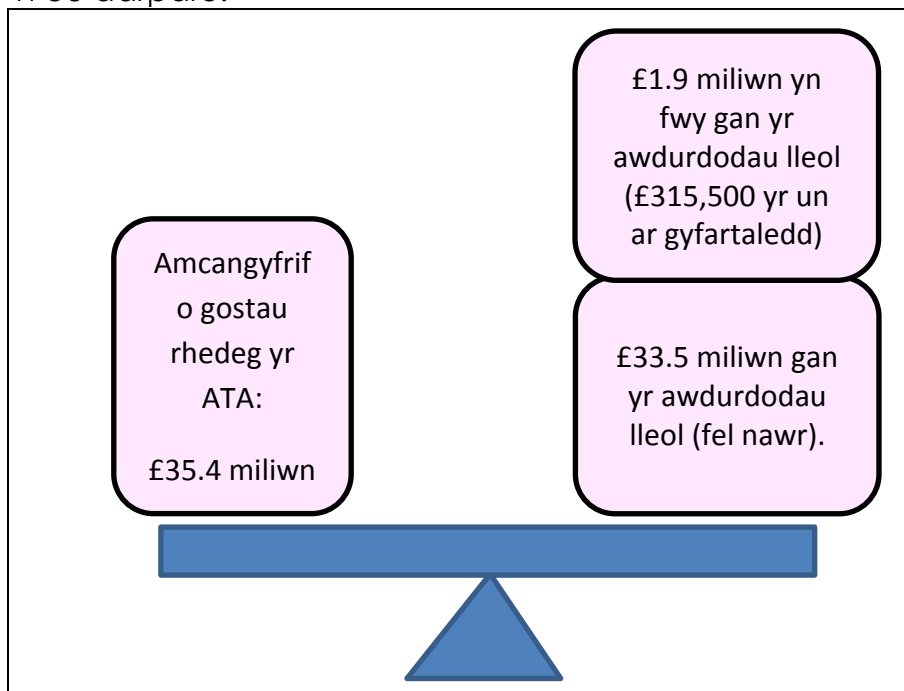 Amcangyfrif
o gostau
rhedeg yr
ATA:
£35.4 miliwn
£1.9 miliwn yn
fwy gan yr
awdurdodau lleol
(£315,500 yr un
ar gyfartaledd)
£33.5 miliwn gan
yr awdurdodau
lleol (fel nawr).